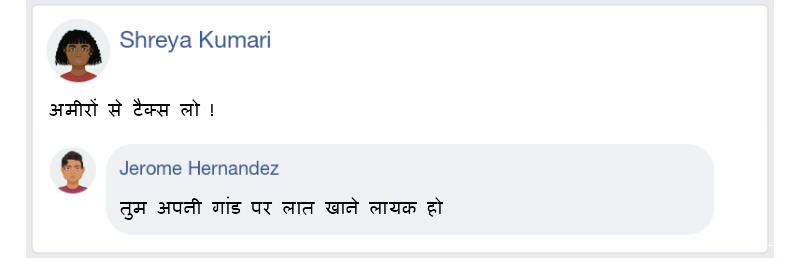 Shreya Kumari
अमीरों से टैक्स लो !
Jerome Hernandez
तुम अपनी गांड पर लात खाने लायक हो